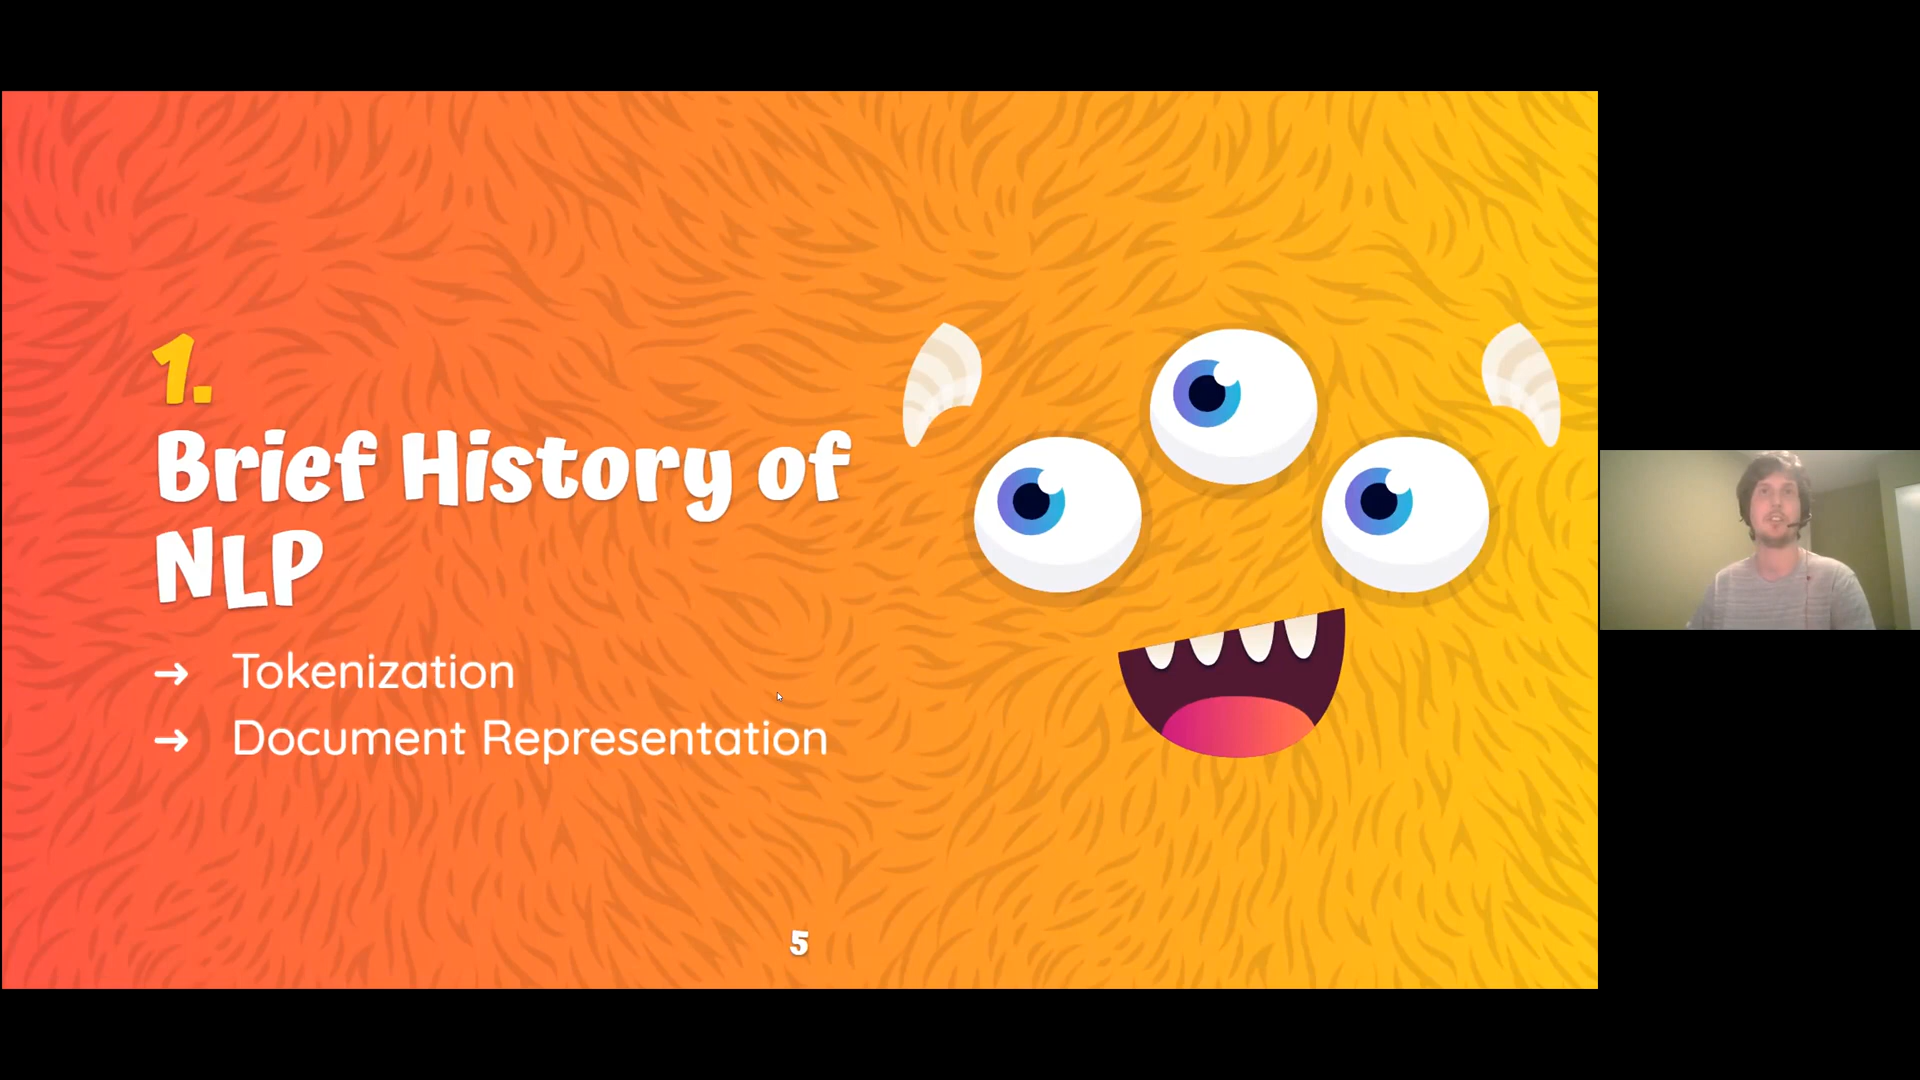 1.
Brief History of
NLP
➔ Tokenization
➔ Document Representation
5